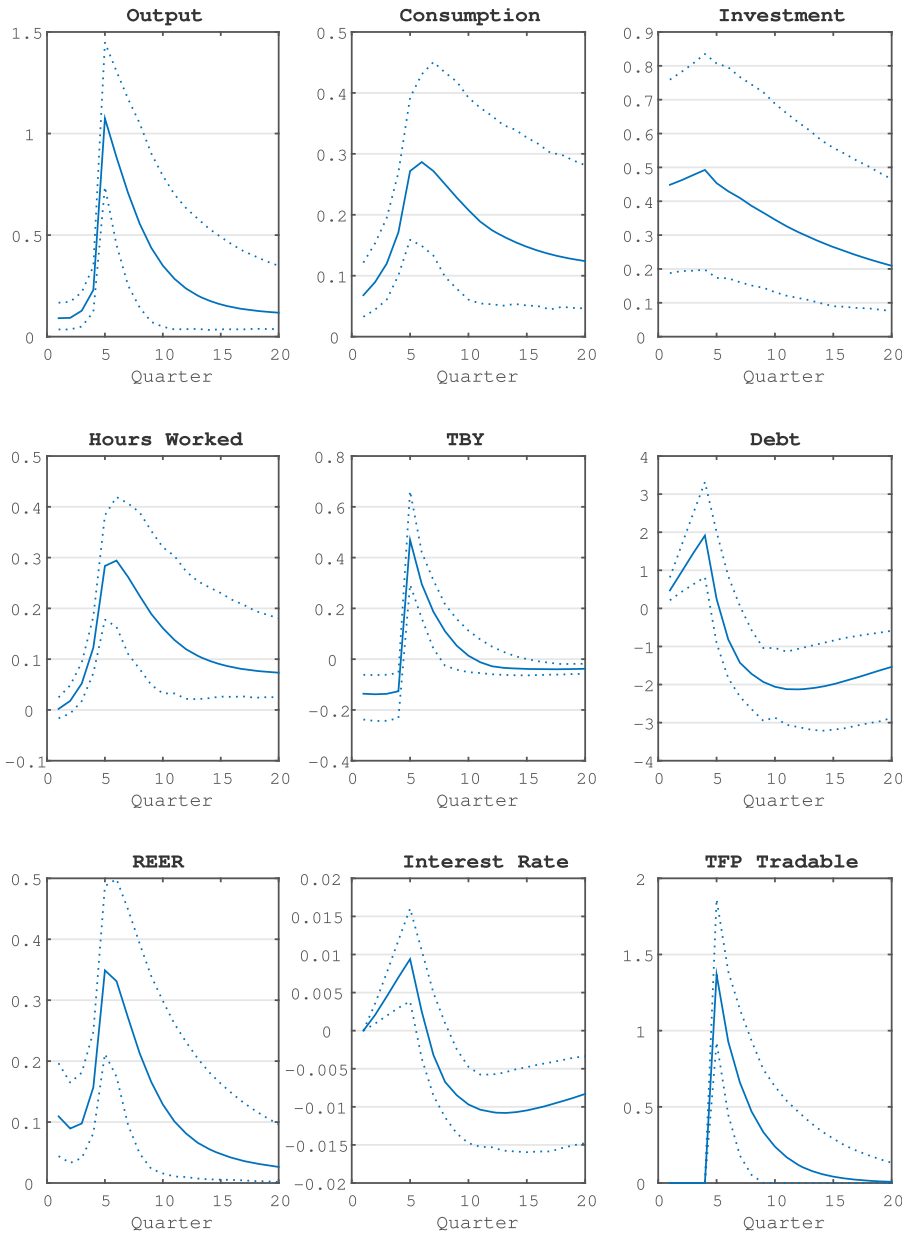 Output Consumption Investment
1.5 0.5 0.9
0.8
0.4
0.7
1 0.6
0.3
0.5
0.4
0.2
0.5
0.3
0.1 0.2
0.1
0 0 0
0 5 10 15 20 0 5 10 15 20 0 5 10 15 20
Quarter Quarter Quarter
Hours Worked TBY Debt
0.5 0.8 4
3
0.4 0.6
2
0.3 0.4
1
0.2 0.2 0
-1
0.1 0
-2
0 -0.2
-3
-0.1 -0.4 -4
0 5 10 15 20 0 5 10 15 20 0 5 10 15 20
Quarter Quarter Quarter
REER Interest Rate TFP Tradable
0.5 0.02 2
0.015
0.4
0.01 1.5
0.3 0.005
0 1
0.2 -0.005
-0.01 0.5
0.1
-0.015
0 -0.02 0
0 5 10 15 20 0 5 10 15 20 0 5 10 15 20
Quarter Quarter Quarter